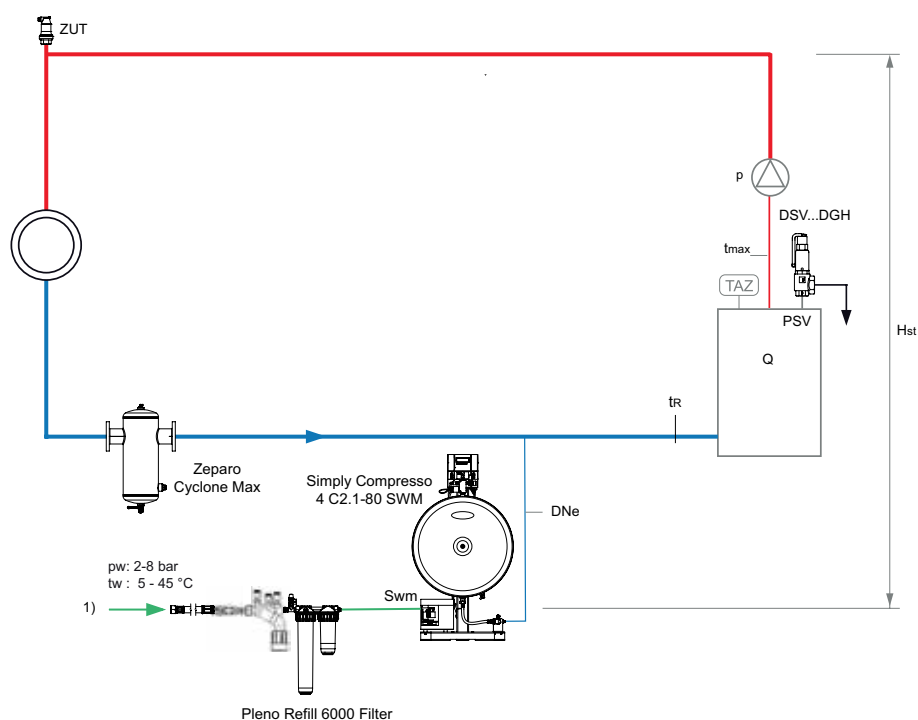 ZUT
p
DSV...DGH
tmax
TAZ
PSV
Hst
Q
tR
Zeparo
Cyclone Max
Simply Compresso
4 C2.1-80 SWM
DNe
pw: 2-8 bar
tw : 5 - 45 °C
Swm
1)
Pleno Refill 6000 Filter